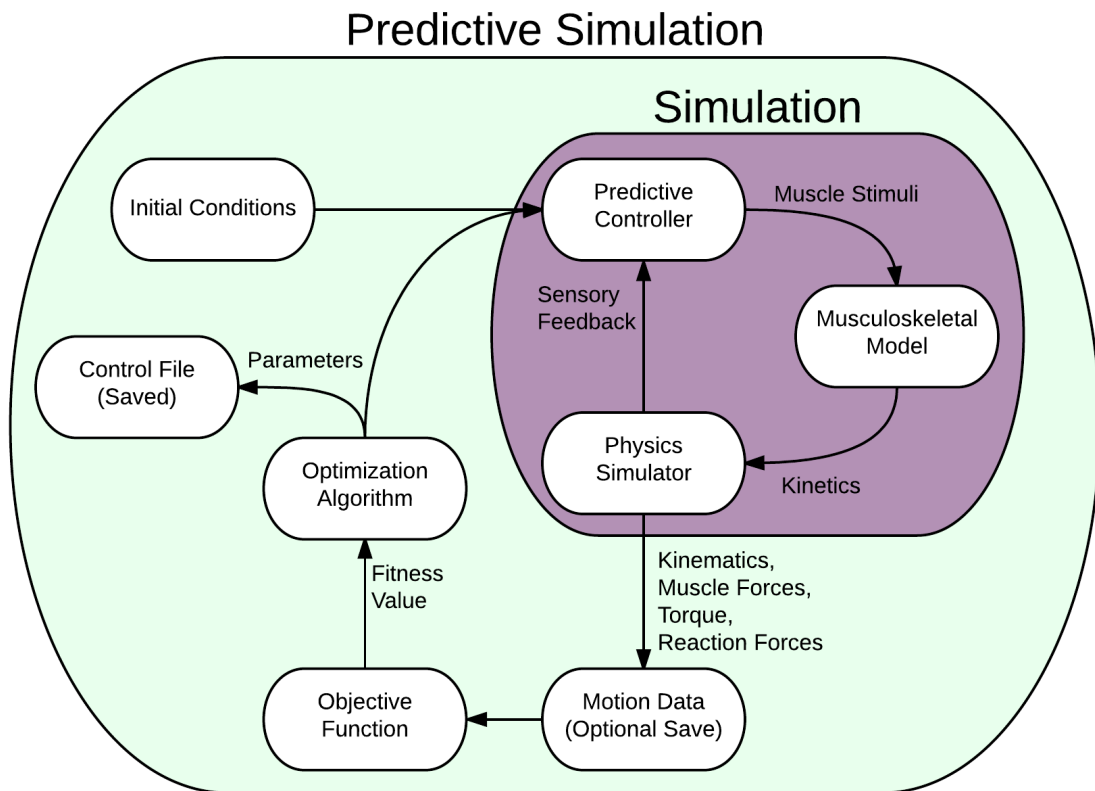 Predictive Simulation
Simulation
Initial Conditions
Predictive
Controller
Muscle Stimuli
Sensory
Feedback
Musculoskeletal
Model
Parameters
Control File
(Saved)
Optimization
Algorithm
Physics
Simulator
Kinetics
Kinematics,
Muscle Forces,
Torque,
Reaction Forces
Fitness
Value
Objective
Function
Motion Data
(Optional Save)